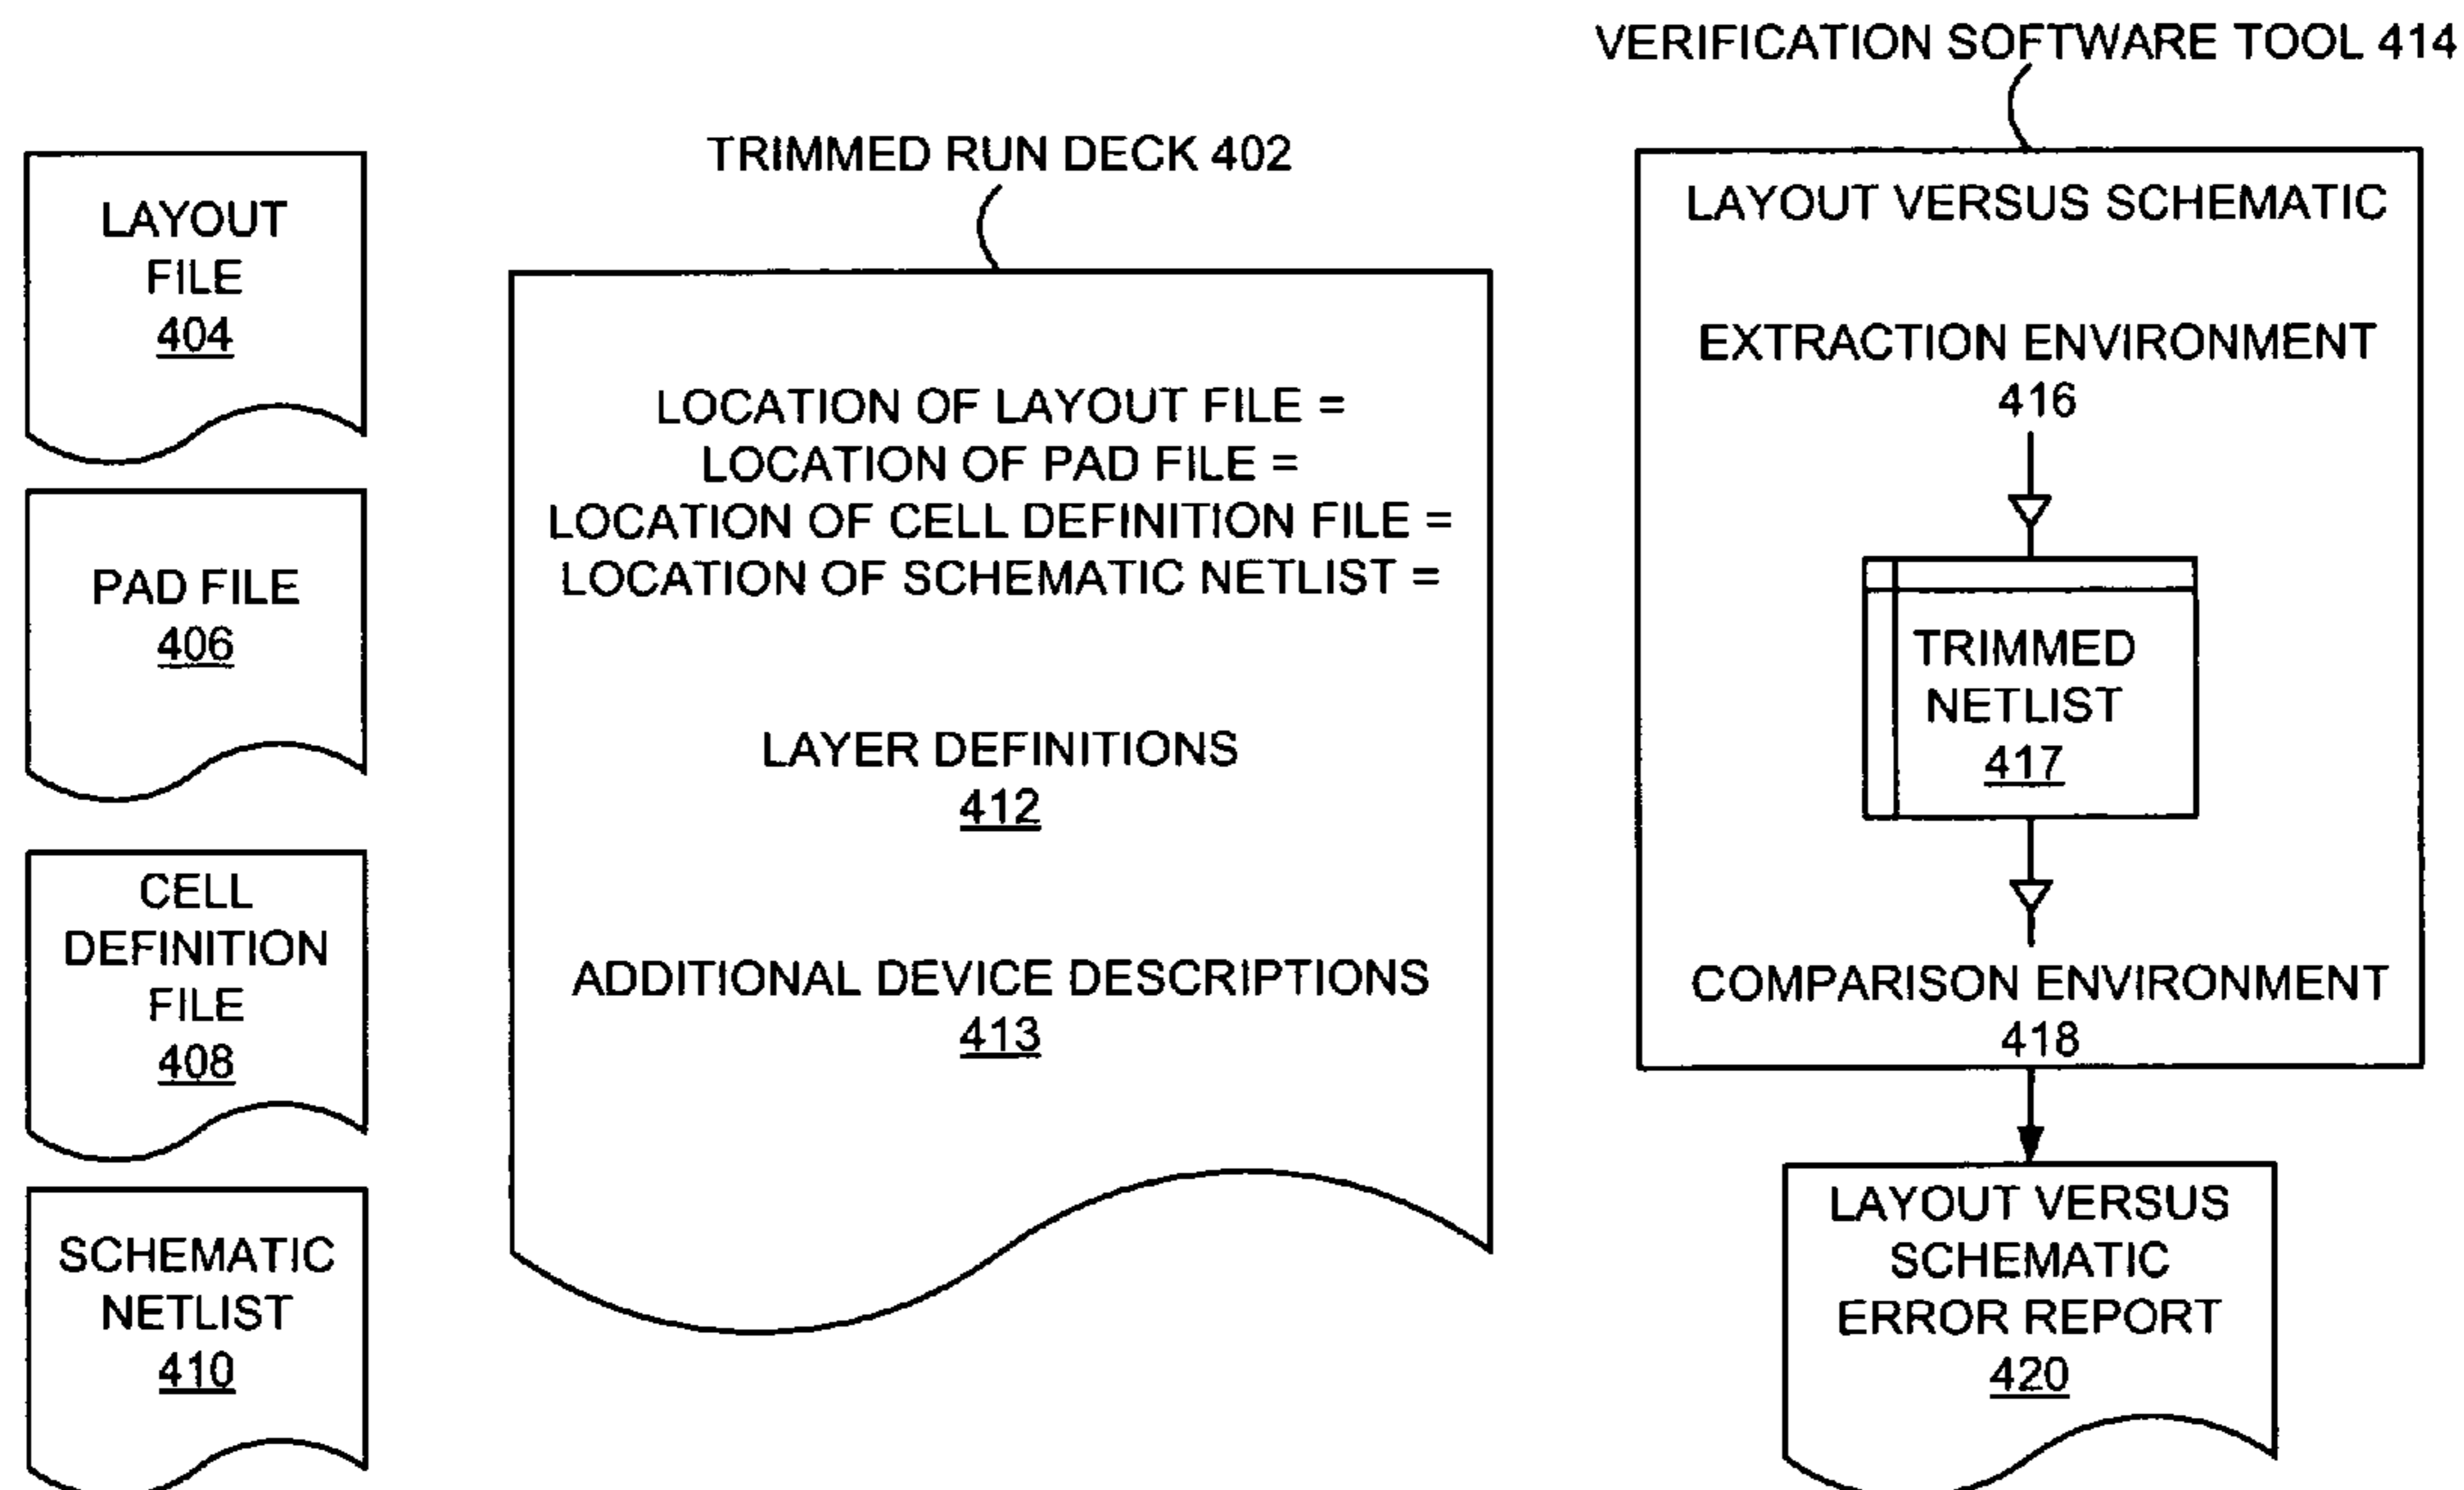 LAYOUT
FILE
404
PAD FILE
406
CELL
DEFINITION
FILE
408
SCHEMATIC
NETLIST
410
TRIMMED RUN DECK 402
LOCATION OF LAYOUT FILE =
LOCATION OF PAD FILE =
LOCATION OF CELL DEFINITION FILE =
LOCATION OF SCHEMATIC NETLIST =
LAYER DEFINITIONS
412
ADDITIONAL DEVICE DESCRIPTIONS
413
VERIFICATION SOFTWARE TOOL 414
LAYOUT VERSUS SCHEMATIC
EXTRACTION ENVIRONMENT
416
TRIMMED
NETLIST
417
COMPARISON ENVIRONMENT
418
LAYOUT VERSUS
SCHEMATIC
ERROR REPORT
420